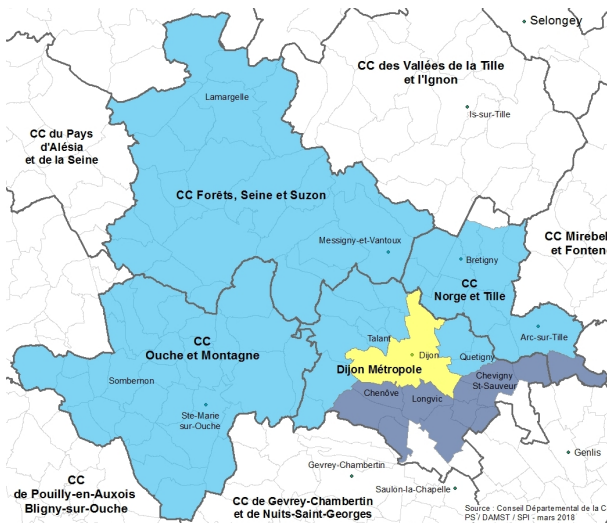 Selongey
CC des Vallées de la Tille
et l'Ignon
Lamargelle
Is-sur-Tille
CC du Pays
d'Alésia
et de la Seine
CC Forêts, Seine et Suzon
CC Mirebel
et Fonten
Messigny-et-Vantoux
Bretigny
CC
Norge et Tille
CC
Ouche et Montagne
Talant
Dijon
Quetigny
Arc-sur-Tille
Dijon Métropole
Sombernon
Chevigny
St-Sauveur
Chenôve
Longvic
Ste-Marie
sur-Ouche
Genlis
Gevrey-Chambertin
Saulon-la-Chapelle
CC
de Pouilly-en-Auxois
Bligny-sur-Ouche
CC de Gevrey-Chambertin
et de Nuits-Saint-Georges
Source : Conseil Départemental de la C
PS / DAMST / SPI - mars 2018